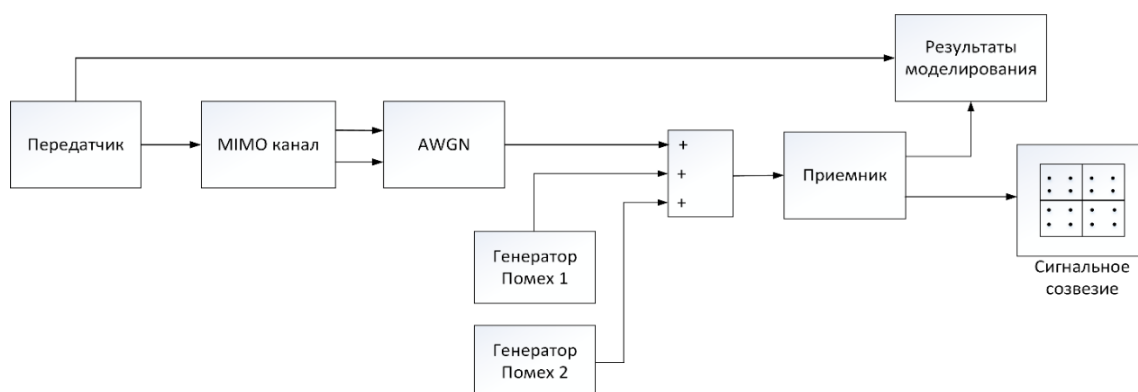 Результаты
моделирования
Передатчик
MIMO канал
AWGN
+
+
+
Приемник
Генератор
Помех 1
Сигнальное
созвезие
Генератор
Помех 2